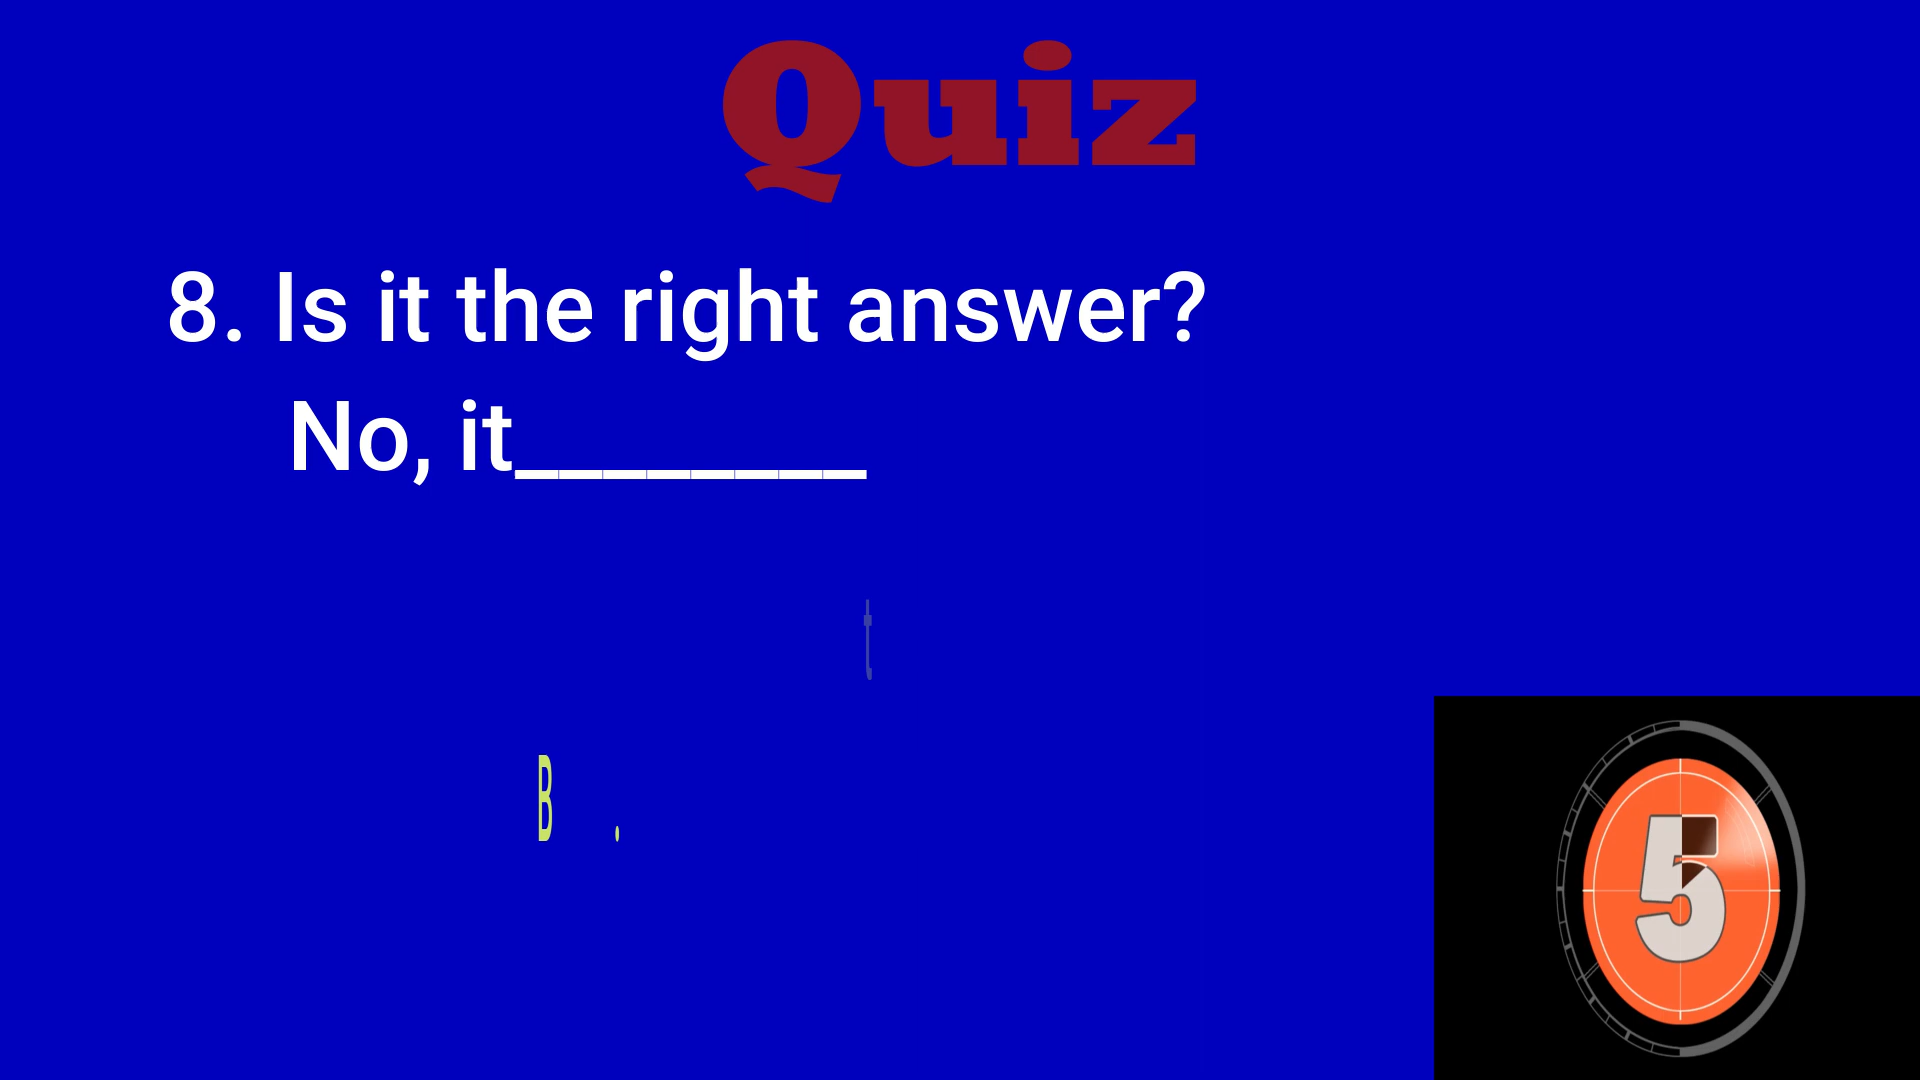 Quiz
8. Is it the right answer?
No, it________
B .
5